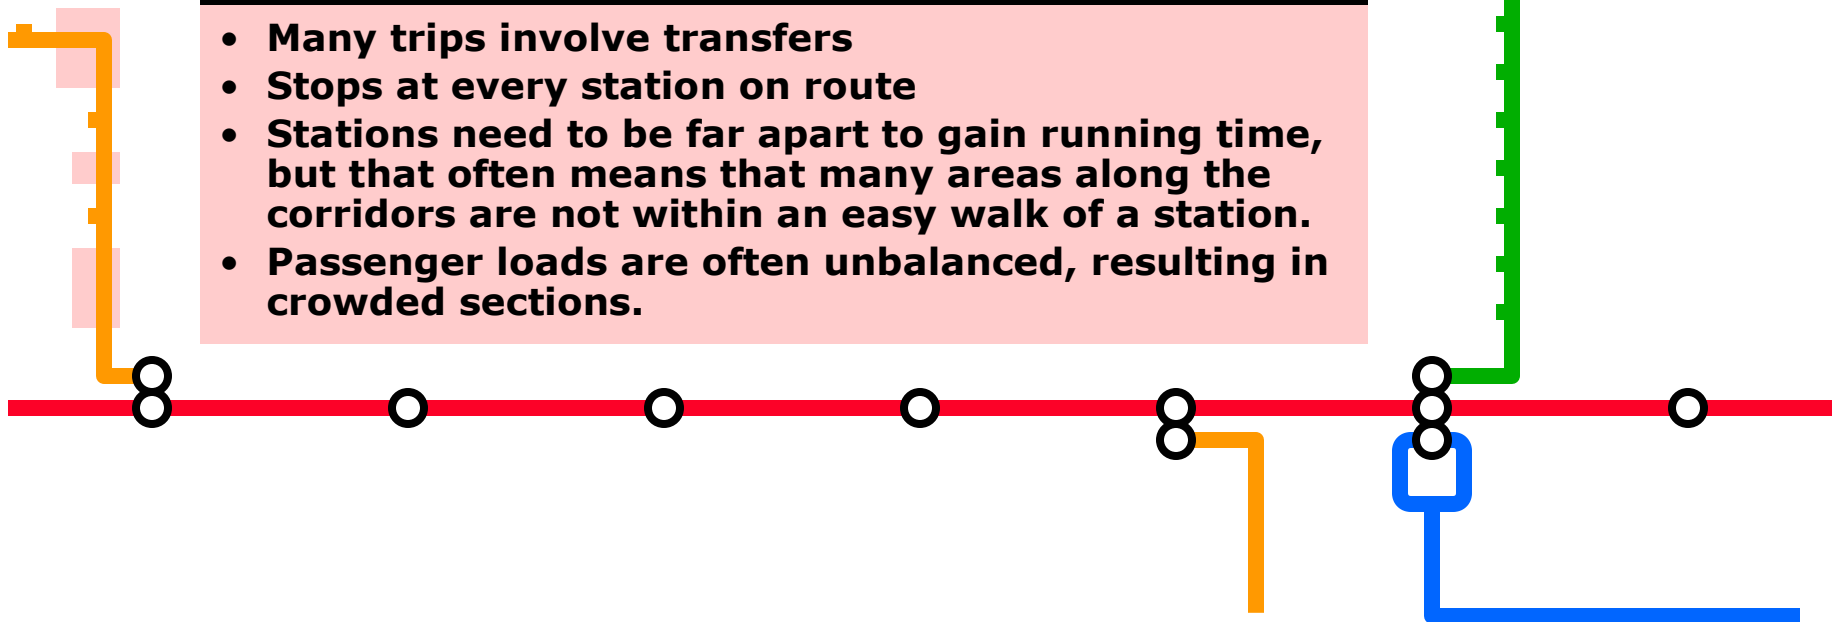 • Many trips involve transfers
• Stops at every station on route
• Stations need to be far apart to gain running time,
but that often means that many areas along the
corridors are not within an easy walk of a station.
• Passenger loads are often unbalanced, resulting in
crowded sections.